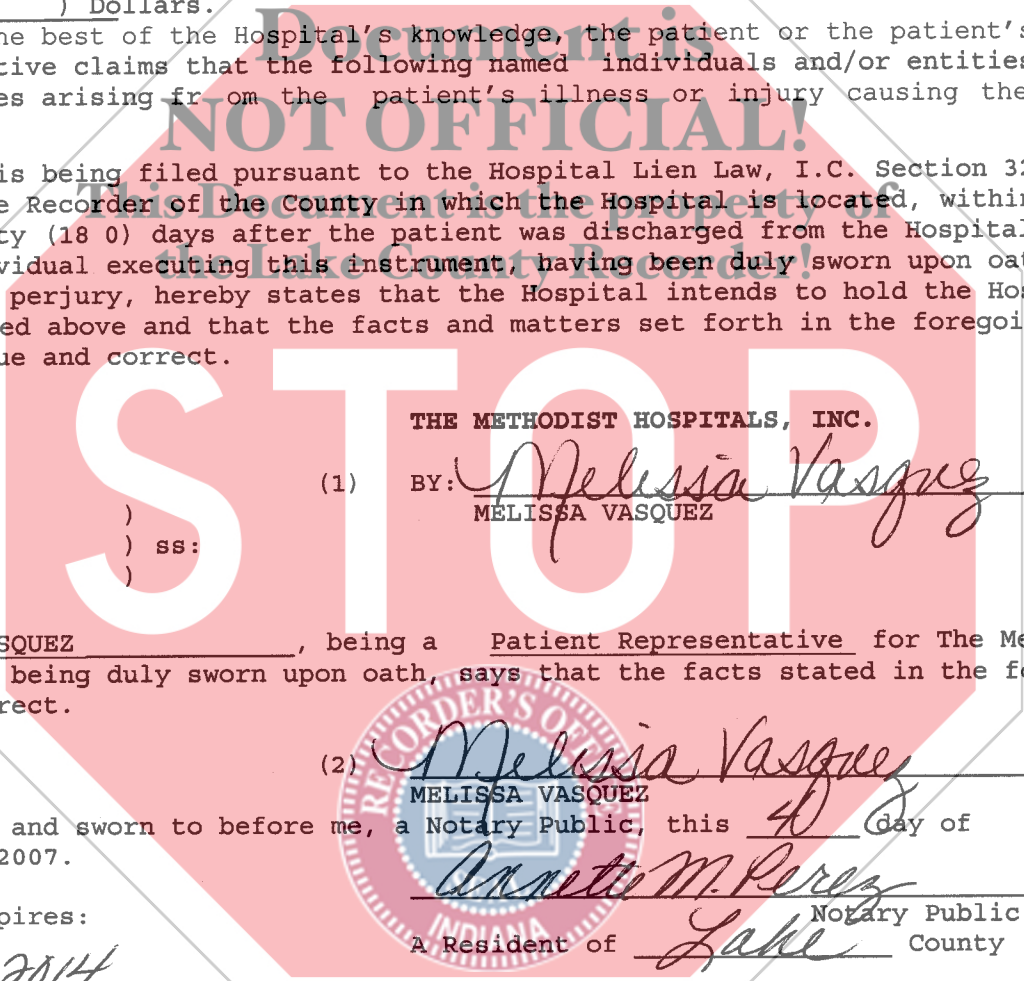 ) Dollars.
ne best of the Hospital's knowledge, the patient or the patient's
tive claims that the following named individuals and/or entities
es arising fr om the patient's illness or injury causing the
is being filed pursuant to the Hospital Lien Law, I.C. Section 32
e Recorder of the County in which the Hospital is located, within
ty (18 0) days after the patient was discharged from the Hospital
vidual executing this instrument, having been duly sworn upon oat
perjury, hereby states that the Hospital intends to hold the Hos
ed above and that the facts and matters set forth in the foregoi
ue and correct.
Document is
NOT OFFICIAL!
This Document is the property of
the Lake County Recorder!
STOP
THE METHODIST HOSPITALS, INC.
(1) BY: Melissa Vasquez
MELISSA VASQUEZ
)
) ss:
)
SQUEZ, being a Patient Representative for The Me
being duly sworn upon oath, says that the facts stated in the fo
rect.
(2) Melissa Vasquez
MELISSA VASQUEZ
and sworn to before me, a Notary Public, this 4 day of
2007.
Annette M. Perez
pires: Notary Public
A Resident of Lake County
2014
RECORDER'S OFFICE
INDIANA